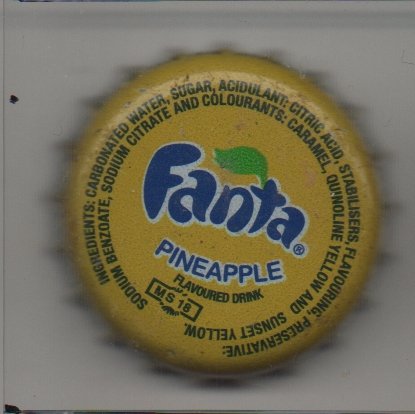 INGREDIENTS: CARBONATED WATER, SUGAR, ACIDULANT: CITRIC ACID, STABILISERS, FLAVOURING, PRESERVATIVE:
SODIUM BENZOATE, SODIUM CITRATE AND COLOURANTS: CARAMEL, QUINOLINE YELLOW AND SUNSET YELLOW.
Fanta®
PINEAPPLE
FLAVOURED DRINK
MS 18